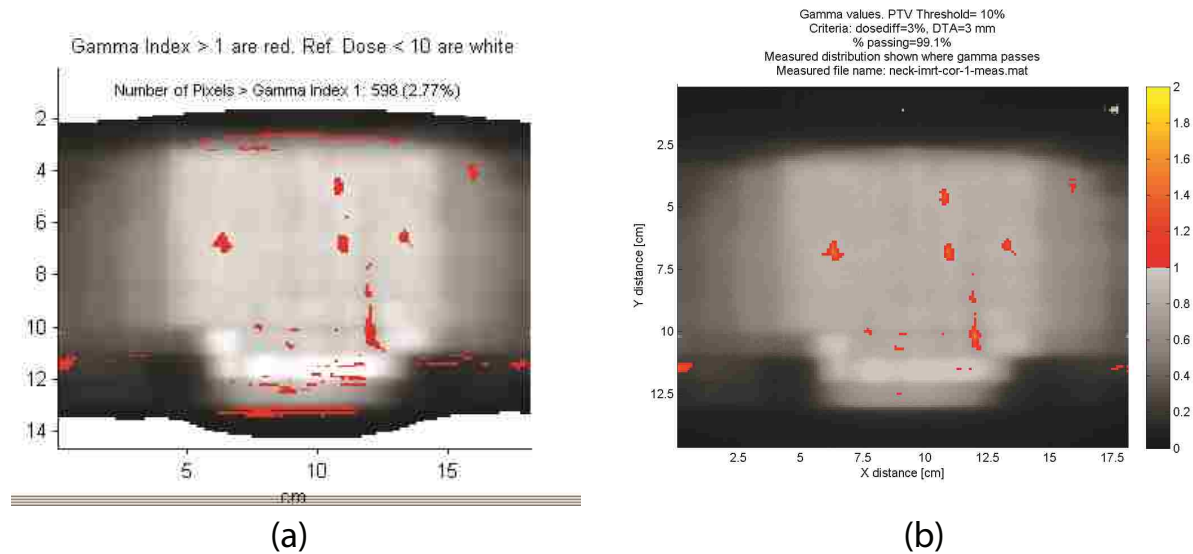 Gamma Index > 1 are red. Ref. Dose < 10 are white
Number of Pixels > Gamma Index 1: 598 (2.77%)
2
4
6
8
10
12
14
5
10
15
cm
(a)
Gamma values. PTV Threshold= 10%
Criteria: dosediff=3%, DTA=3 mm
% passing=99.1%
Measured distribution shown where gamma passes
Measured file name: neck-imrt-cor-1-meas.mat
Y distance [cm]
2.5
5
7.5
10
12.5
2.5
5
7.5
10
12.5
15
17.5
X distance [cm]
2
1.8
1.6
1.4
1.2
1
0.8
0.6
0.4
0.2
0
(b)